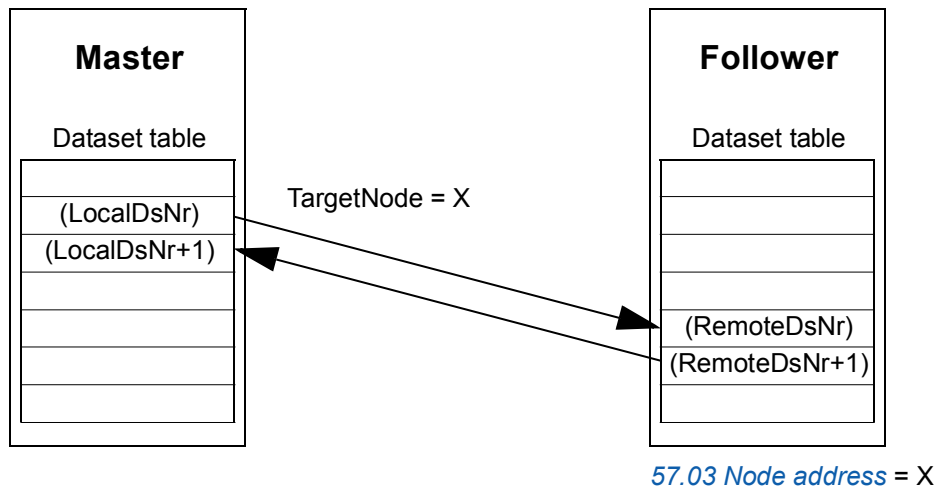 Master
Dataset table
(LocalDsNr)
(LocalDsNr+1)
TargetNode = X
Follower
Dataset table
(RemoteDsNr)
(RemoteDsNr+1)
57.03 Node address = X